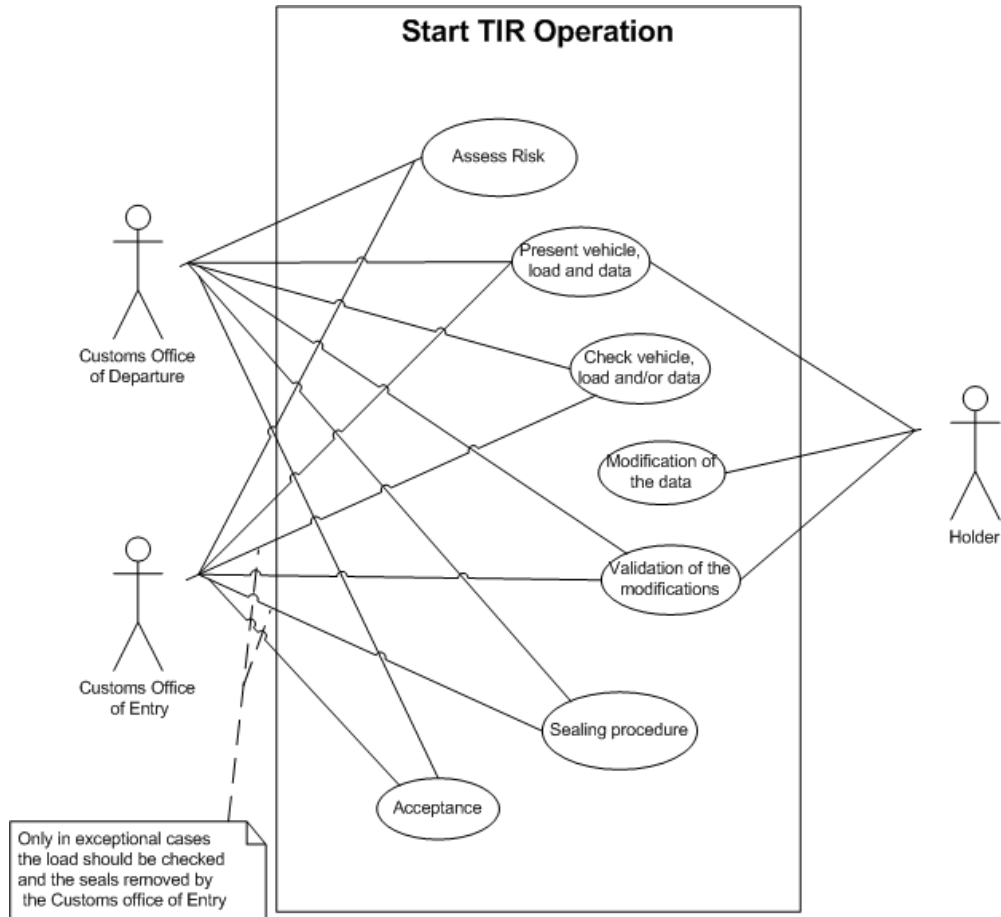 Start TIR Operation
Assess Risk
Present vehicle,
load and data
Customs Office
of Departure
Check vehicle,
load and/or data
Modification of
the data
Holder
Validation of the
modifications
Customs Office
of Entry
Sealing procedure
Acceptance
Only in exceptional cases
the load should be checked
and the seals removed by
the Customs office of Entry